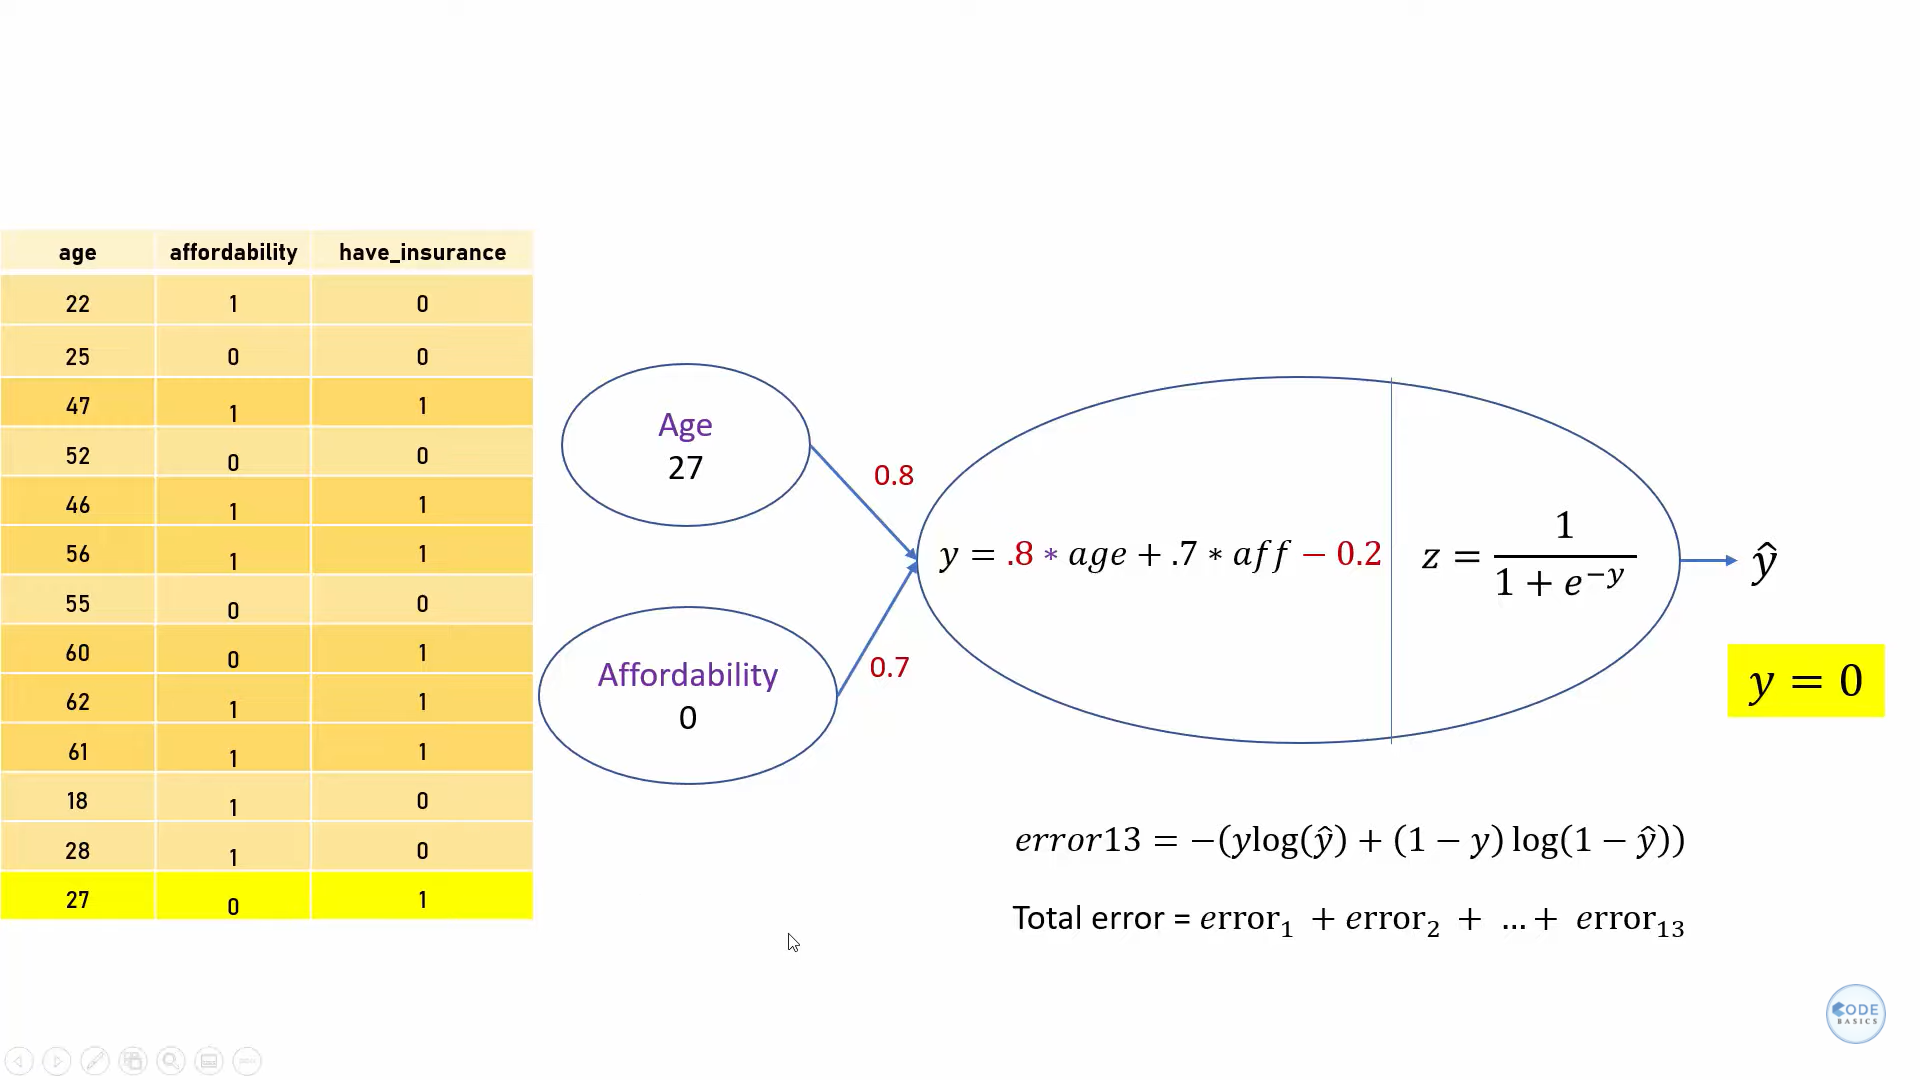 age affordability have_insurance
22 1 0
25 0 0
47 1 1
52 0 0
46 1 1
56 1 1
55 0 0
60 0 1
62 1 1
61 1 1
18 1 0
28 1 0
27 0 1
Age
27
0.8
Affordability
0
0.7
y = .8 * age + .7 * aff − 0.2
z = 1 / (1 + e^{−y})
ŷ
y = 0
error13 = −(ylog(ŷ) + (1 − y) log(1 − ŷ))
Total error = error₁ + error₂ + ...+ error₁₃
CODE
BASICS